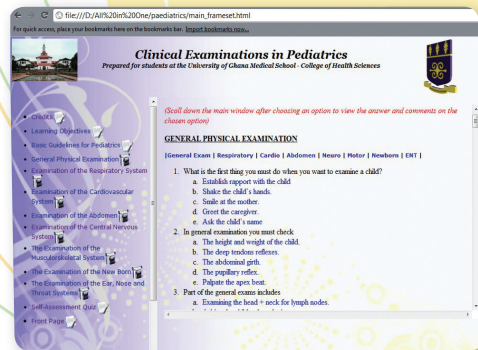 file:///D:/All%20in%20One/paediatrics/main_frameset.html
For quick access, place your bookmarks here on the bookmarks bar. Import bookmarks now...
Clinical Examinations in Pediatrics
Prepared for students at the University of Ghana Medical School - College of Health Sciences
Credits
Learning Objectives
Basic Guidelines for Pediatrics
General Physical Examination
Examination of the Respiratory System
Examination of the Cardiovascular
System
Examination of the Abdomen
Examination of the Central Nervous
System
The Examination of the
Musculorskeletal System
The Examination of the New Born
The Examination of the Ear, Nose and
Throat Systems
Self-Assessment Quiz
Front Page
(Scoll down the main window after choosing an option to view the answer and comments on the
chosen option)
GENERAL PHYSICAL EXAMINATION
|General Exam | Respiratory | Cardio | Abdomen | Neuro | Motor | Newborn | ENT |
1. What is the first thing you must do when you want to examine a child?
a. Establish rapport with the child
b. Shake the child's hands.
c. Smile at the mother.
d. Greet the caregiver.
e. Ask the child's name
2. In general examination you must check
a. The height and weight of the child.
b. The deep tendons reflexes.
c. The abdominal girth.
d. The pupillary reflex.
e. Palpate the apex beat.
3. Part of the general exams includes
a. Examining the head + neck for lymph nodes.